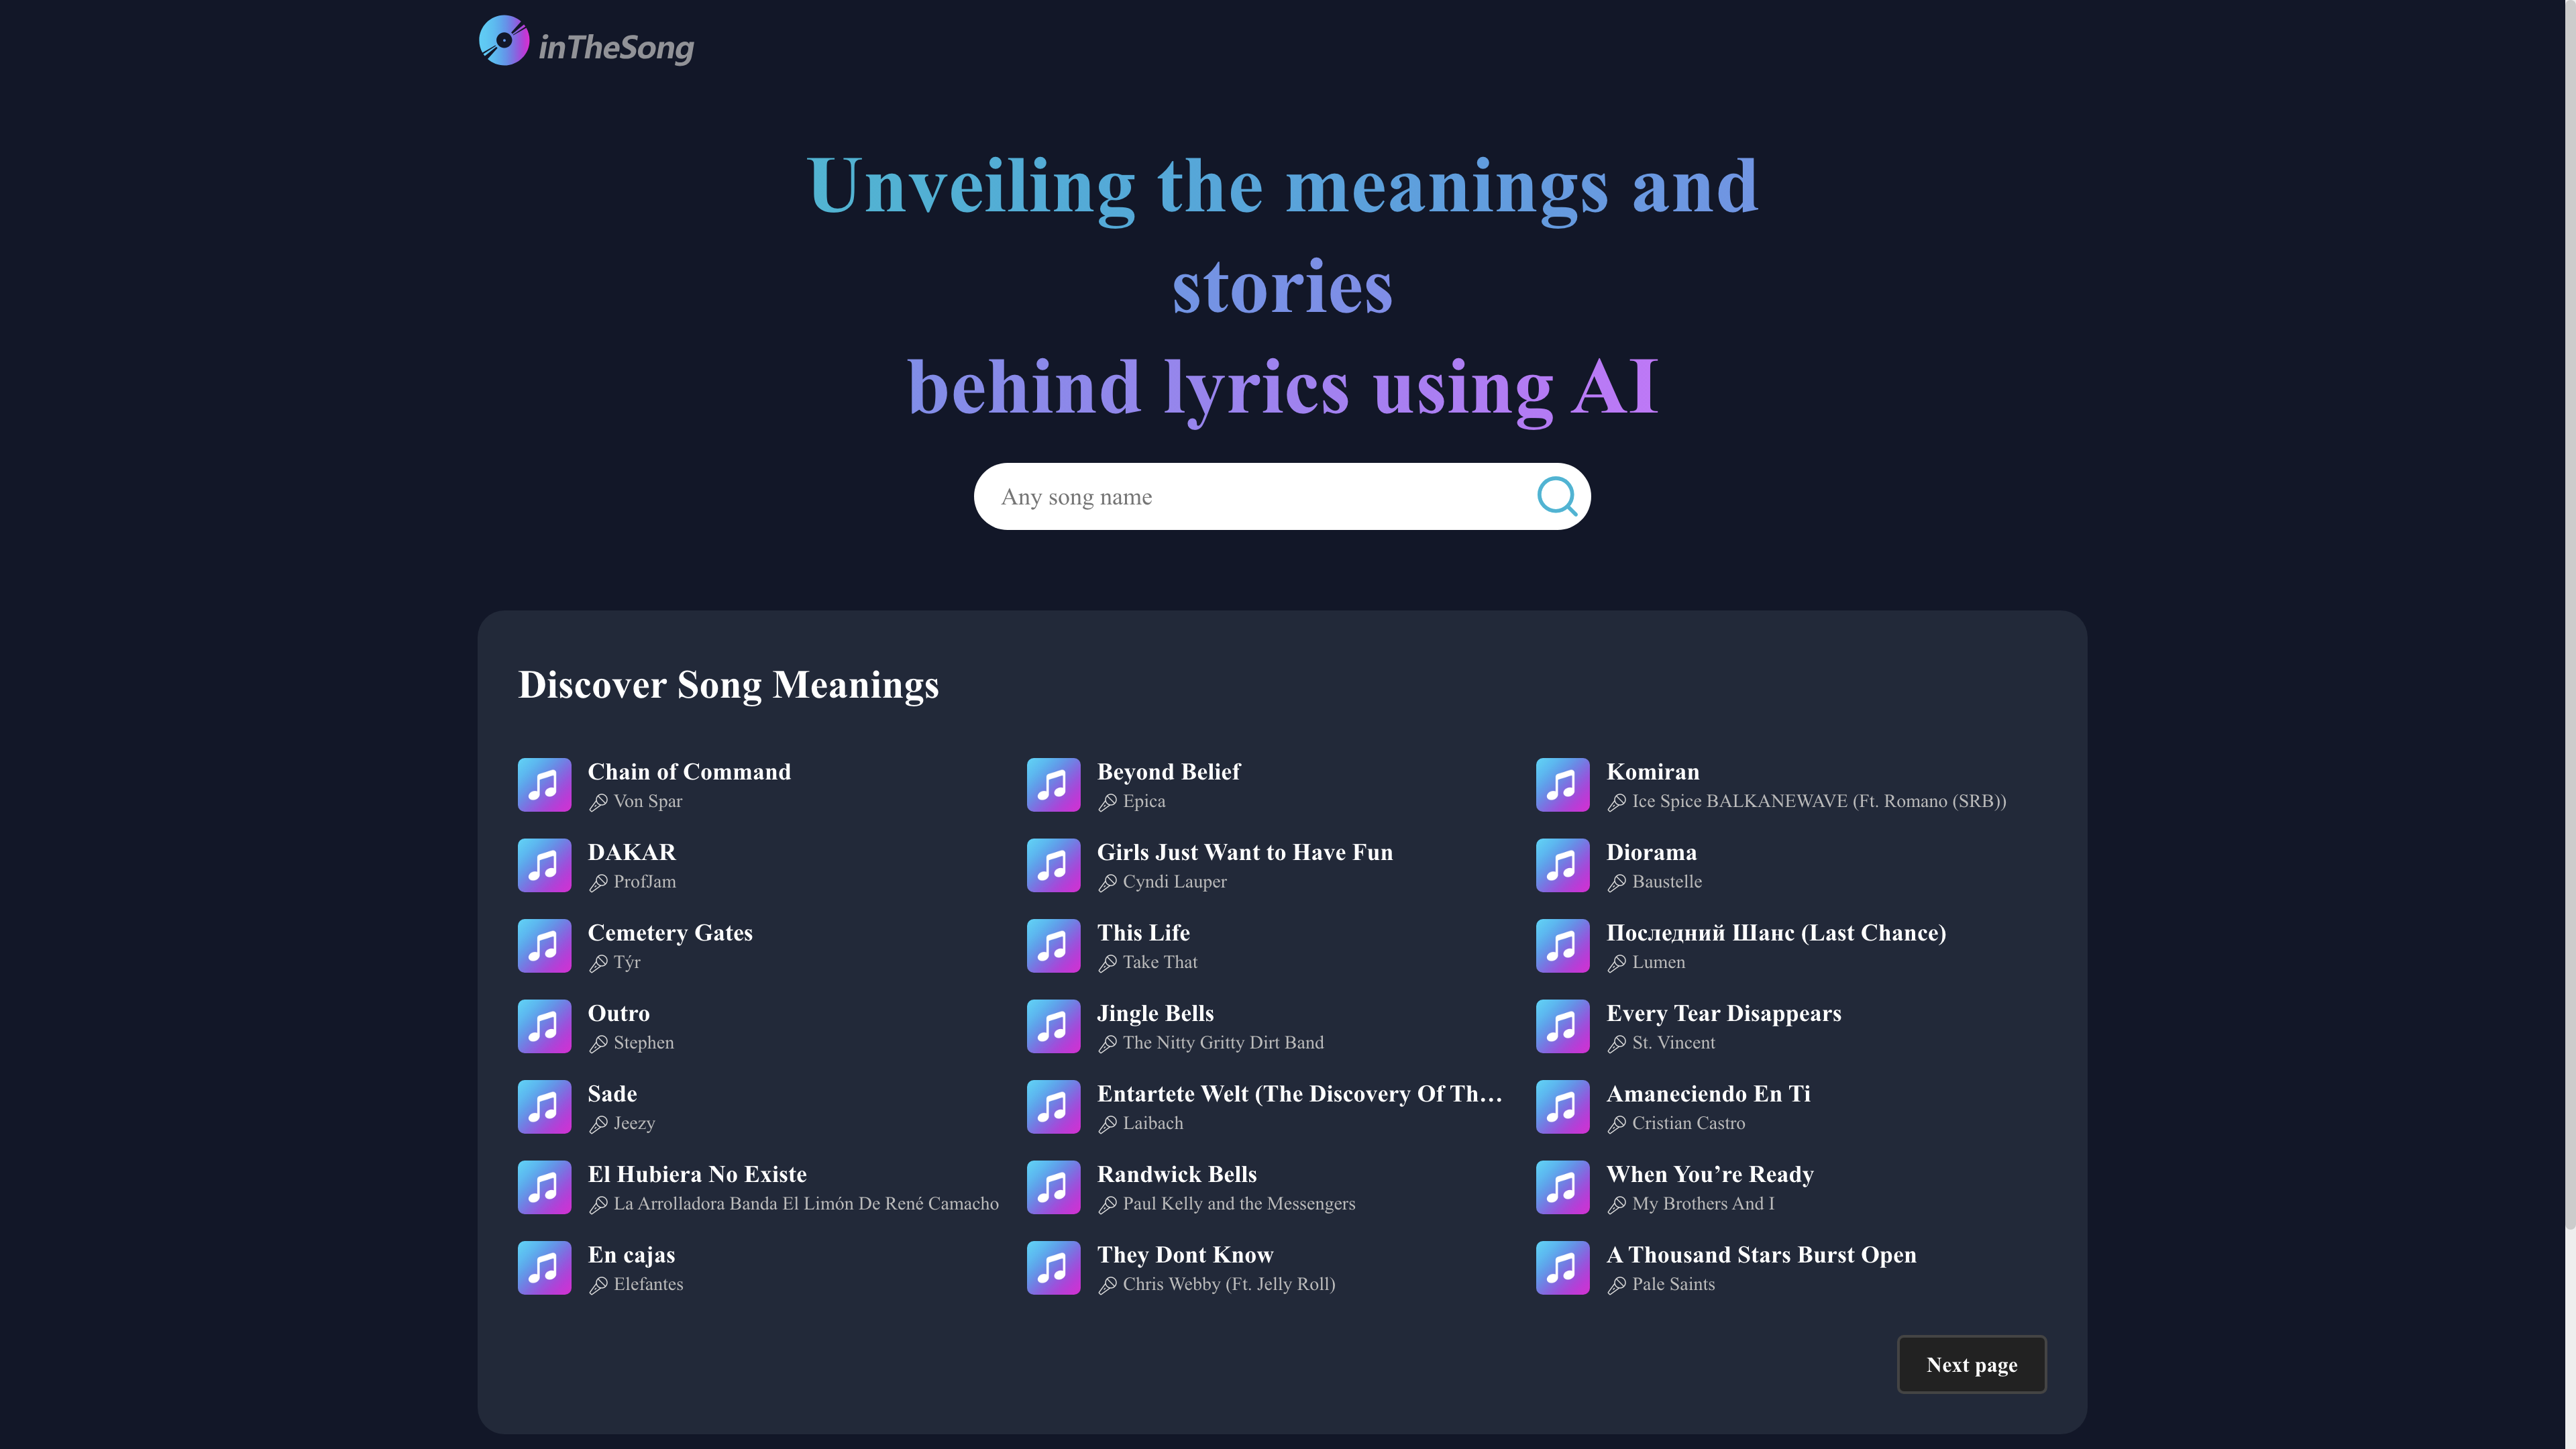 inTheSong
Unveiling the meanings and
stories
behind lyrics using AI
Any song name
Discover Song Meanings
Chain of Command
Von Spar
Beyond Belief
Epica
Komiran
Ice Spice BALKANEWAVE (Ft. Romano (SRB))
DAKAR
ProfJam
Girls Just Want to Have Fun
Cyndi Lauper
Diorama
Baustelle
Cemetery Gates
Týr
This Life
Take That
Последний Шанс (Last Chance)
Lumen
Outro
Stephen
Jingle Bells
The Nitty Gritty Dirt Band
Every Tear Disappears
St. Vincent
Sade
Jeezy
Entartete Welt (The Discovery Of Th…
Laibach
Amaneciendo En Ti
Cristian Castro
El Hubiera No Existe
La Arrolladora Banda El Limón De René Camacho
Randwick Bells
Paul Kelly and the Messengers
When You’re Ready
My Brothers And I
En cajas
Elefantes
They Dont Know
Chris Webby (Ft. Jelly Roll)
A Thousand Stars Burst Open
Pale Saints
Next page